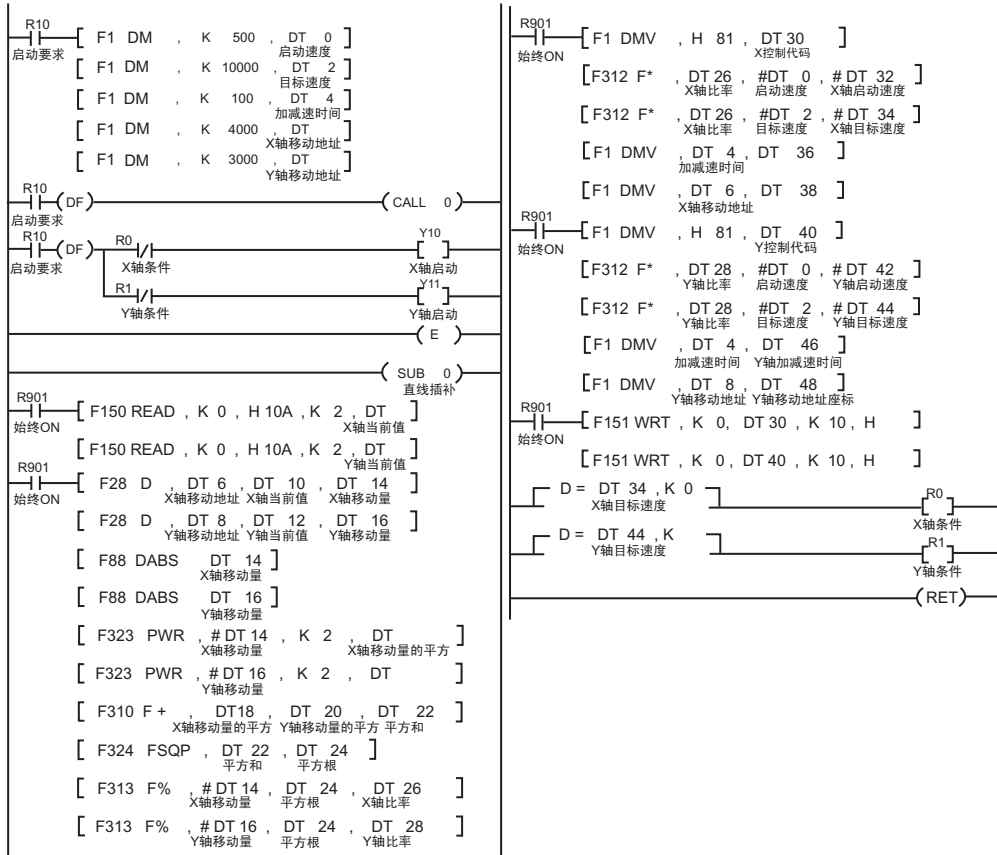 R10
[ F1 DM , K 500 , DT 0 ]
启动要求
启动速度
[ F1 DM , K 10000 , DT 2 ]
目标速度
[ F1 DM , K 100 , DT 4 ]
加减速时间
[ F1 DM , K 4000 , DT ]
X轴移动地址
[ F1 DM , K 3000 , DT ]
Y轴移动地址
R10
(DF) (CALL 0)
启动要求
R10 R0 Y10
(DF)
启动要求 X轴条件 X轴启动
R1 Y11
Y轴条件 Y轴启动
( E )
( SUB 0 )
直线插补
R901
[ F150 READ , K 0 , H 10A , K 2 , DT ]
始终ON X轴当前值
[ F150 READ , K 0 , H 10A , K 2 , DT ]
Y轴当前值
R901
[ F28 D , DT 6 , DT 10 , DT 14 ]
始终ON X轴移动地址 X轴当前值 X轴移动量
[ F28 D , DT 8 , DT 12 , DT 16 ]
Y轴移动地址 Y轴当前值 Y轴移动量
[ F88 DABS DT 14 ]
X轴移动量
[ F88 DABS DT 16 ]
Y轴移动量
[ F323 PWR , # DT 14 , K 2 , DT ]
X轴移动量 X轴移动量的平方
[ F323 PWR , # DT 16 , K 2 , DT ]
Y轴移动量
[ F310 F + , DT18 , DT 20 , DT 22 ]
X轴移动量的平方 Y轴移动量的平方 平方和
[ F324 FSQP , DT 22 , DT 24 ]
平方和 平方根
[ F313 F% , # DT 14 , DT 24 , DT 26 ]
X轴移动量 平方根 X轴比率
[ F313 F% , # DT 16 , DT 24 , DT 28 ]
Y轴移动量 平方根 Y轴比率
R901
[ F1 DMV , H 81 , DT 30 ]
始终ON X控制代码
[ F312 F* , DT 26 , #DT 0 , # DT 32 ]
X轴比率 启动速度 X轴启动速度
[ F312 F* , DT 26 , #DT 2 , # DT 34 ]
X轴比率 目标速度 X轴目标速度
[ F1 DMV , DT 4 , DT 36 ]
加减速时间
[ F1 DMV , DT 6 , DT 38 ]
X轴移动地址
R901
[ F1 DMV , H 81 , DT 40 ]
始终ON Y控制代码
[ F312 F* , DT 28 , #DT 0 , # DT 42 ]
Y轴比率 启动速度 Y轴启动速度
[ F312 F* , DT 28 , #DT 2 , # DT 44 ]
Y轴比率 目标速度 Y轴目标速度
[ F1 DMV , DT 4 , DT 46 ]
加减速时间 Y轴加减速时间
[ F1 DMV , DT 8 , DT 48 ]
Y轴移动地址 Y轴移动地址座标
R901
[ F151 WRT , K 0 , DT 30 , K 10 , H ]
始终ON
[ F151 WRT , K 0 , DT 40 , K 10 , H ]
D = DT 34 , K 0
X轴目标速度
R0
X轴条件
D = DT 44 , K
Y轴目标速度
R1
Y轴条件
(RET)